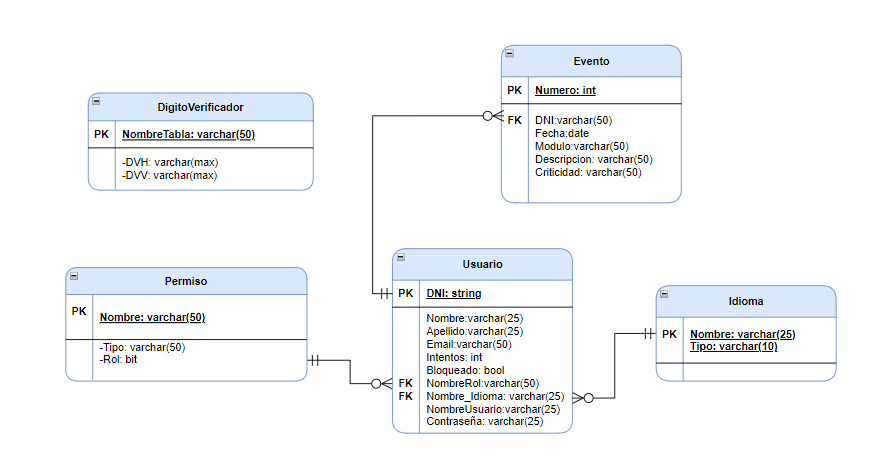 Evento
PK Numero: int
FK DNI:varchar(50)
Fecha:date
Modulo:varchar(50)
Descripcion: varchar(50)
Criticidad: varchar(50)
DigitoVerificador
PK NombreTabla: varchar(50)
-DVH: varchar(max)
-DVV: varchar(max)
Usuario
PK DNI: string
Nombre:varchar(25)
Apellido:varchar(25)
Email:varchar(50)
Intentos: int
Bloqueado: bool
FK NombreRol:varchar(50)
FK Nombre_Idioma: varchar(25)
NombreUsuario:varchar(25)
Contraseña: varchar(25)
Permiso
PK Nombre: varchar(50)
-Tipo: varchar(50)
-Rol: bit
Idioma
PK Nombre: varchar(25)
Tipo: varchar(10)